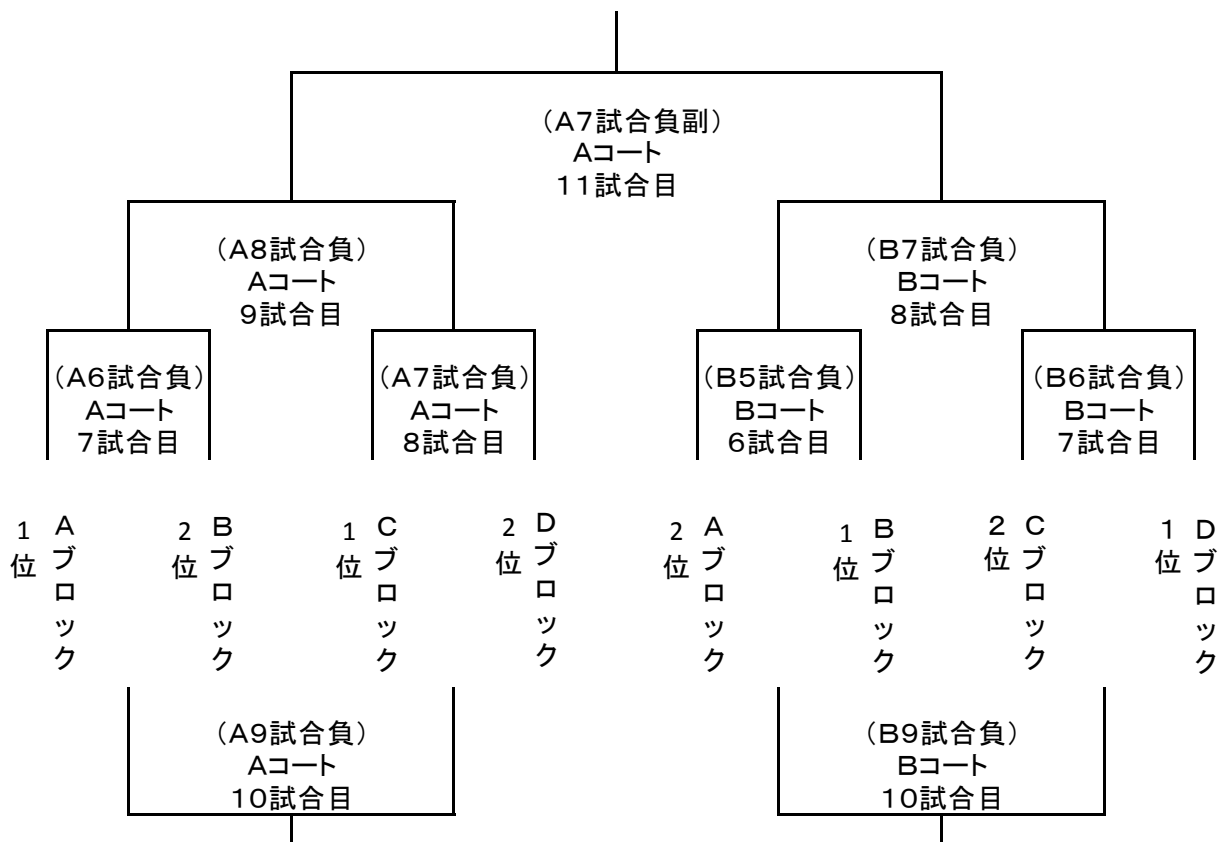 （A7試合負副）
Aコート
11試合目
（A8試合負）
Aコート
9試合目
（B7試合負）
Bコート
8試合目
（A6試合負）
Aコート
7試合目
（A7試合負）
Aコート
8試合目
（B5試合負）
Bコート
6試合目
（B6試合負）
Bコート
7試合目
Aブロック
1位
Bブロック
2位
Cブロック
1位
Dブロック
2位
Aブロック
2位
Bブロック
1位
Cブロック
2位
Dブロック
1位
（A9試合負）
Aコート
10試合目
（B9試合負）
Bコート
10試合目